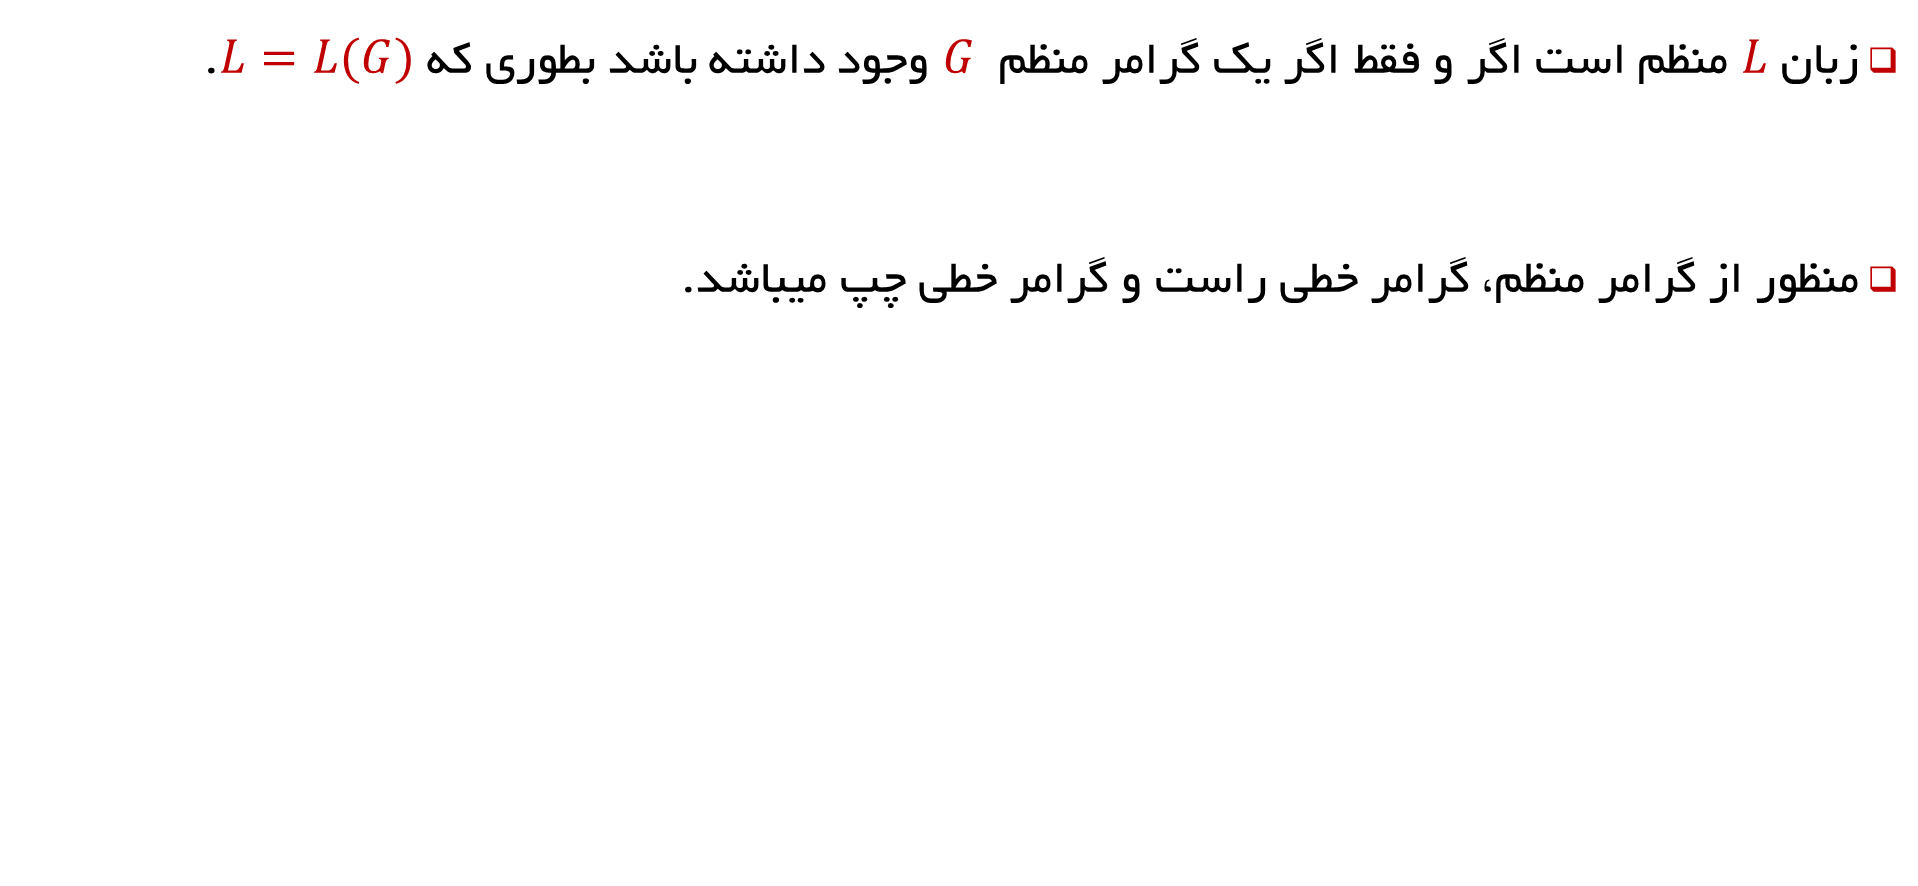 ❑ زبان L منظم است اگر و فقط اگر یک گرامر منظم G وجود داشته باشد بطوری که L = L(G).
❑ منظور از گرامر منظم، گرامر خطی راست و گرامر خطی چپ میباشد.